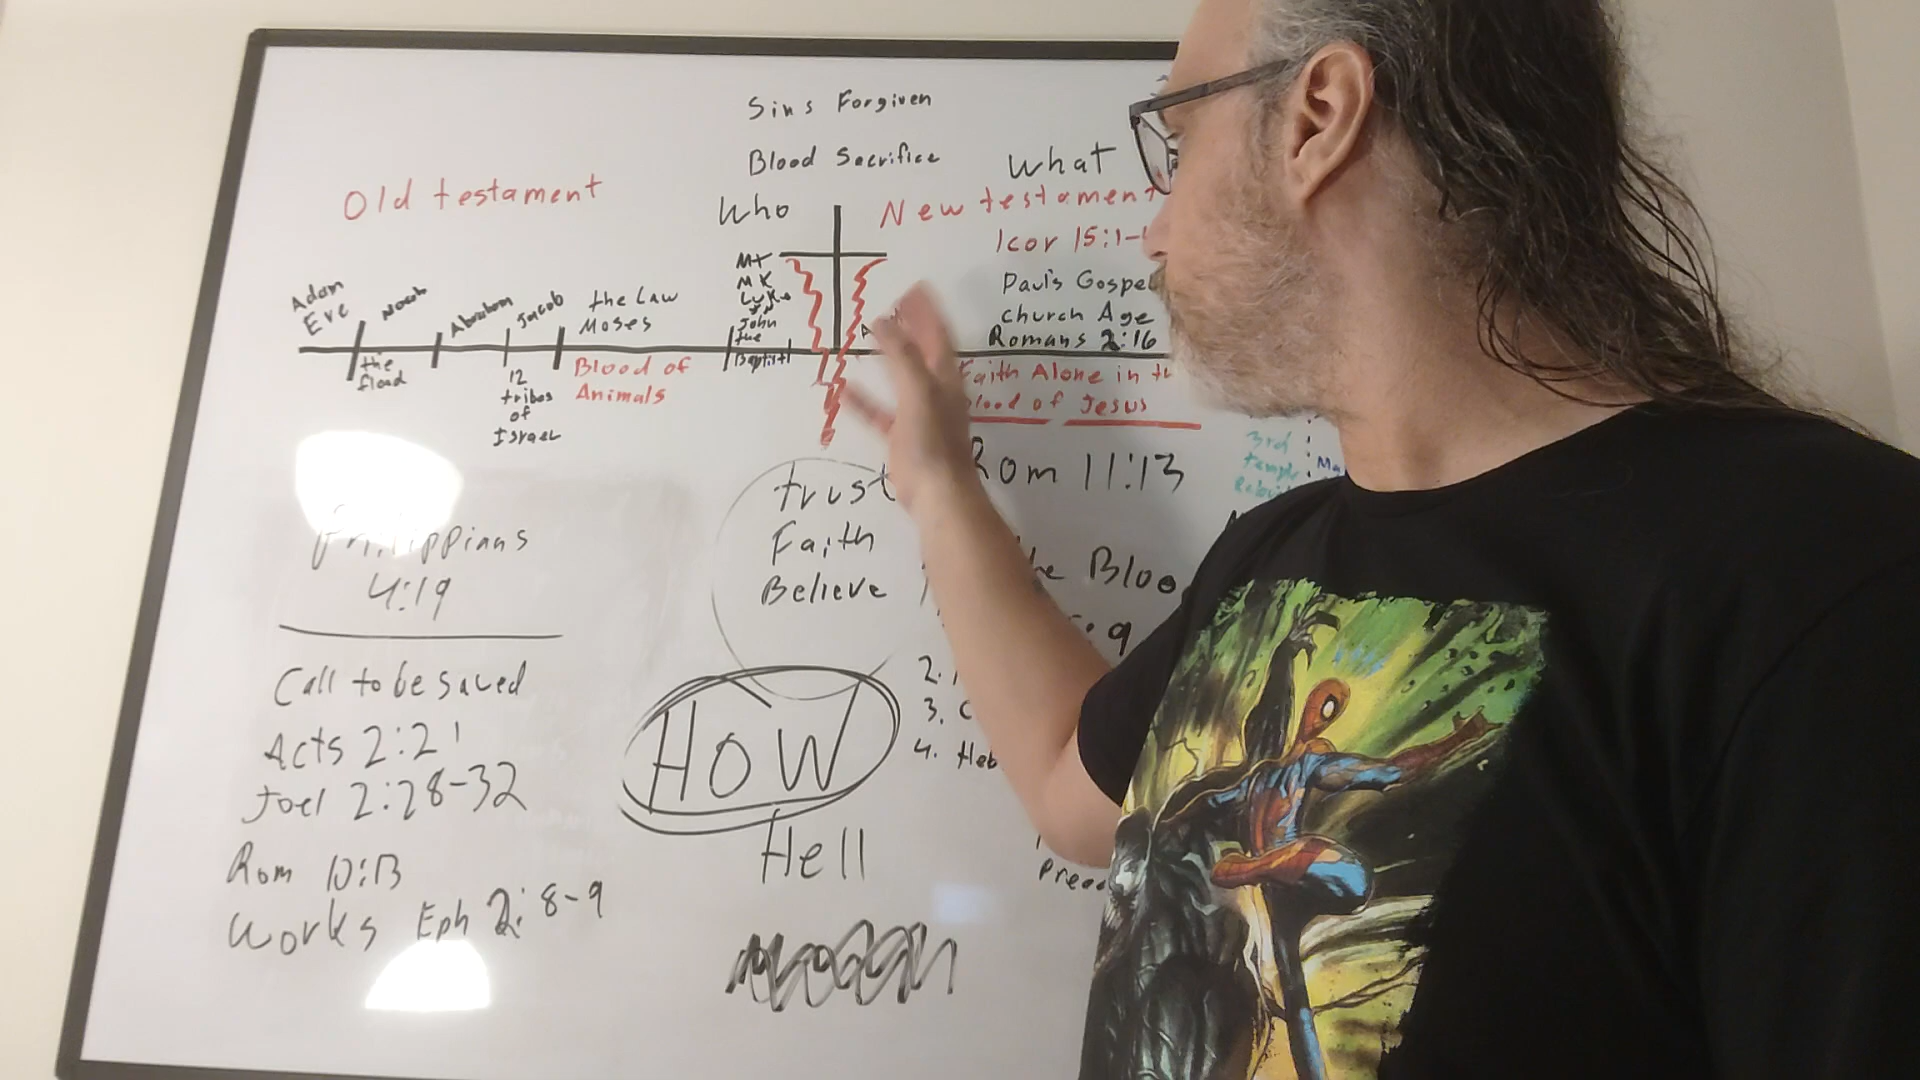 Sins Forgiven
Blood Sacrifice
What
Old testament
Who
New testament
1cor 15:1-
Adam
Eve
Noah
Abraham
Jacob
the Law
Moses
MT
MK
Luke
JN
John
the
Baptist
Paul's Gospel
Church Age
Romans 2:16
the
flood
12
tribes
of
Israel
Blood of
Animals
Faith Alone in
Blood of Jesus
3rd
temple
Rom 11:13
trust
Faith
Believe
Philippians
4:19
the Bloo
:9
2.
3. C
4. Heb
Call to be saved
Acts 2:21
Joel 2:28-32
Rom 10:13
Works Eph 2:8-9
HOW
Hell
Preac